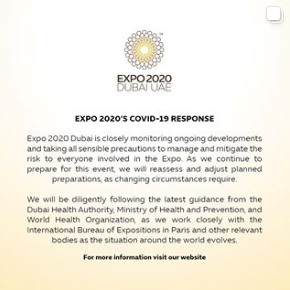 EXPO 2020
DUBAI UAE
EXPO 2020'S COVID-19 RESPONSE
Expo 2020 Dubai is closely monitoring ongoing developments
and taking all sensible precautions to manage and mitigate the
risk to everyone involved in the Expo. As we continue to
prepare for this event, we will reassess and adjust planned
preparations, as changing circumstances require.
We will be diligently following the latest guidance from the
Dubai Health Authority, Ministry of Health and Prevention, and
World Health Organization, as we work closely with the
International Bureau of Expositions in Paris and other relevant
bodies as the situation around the world evolves.
For more information visit our website